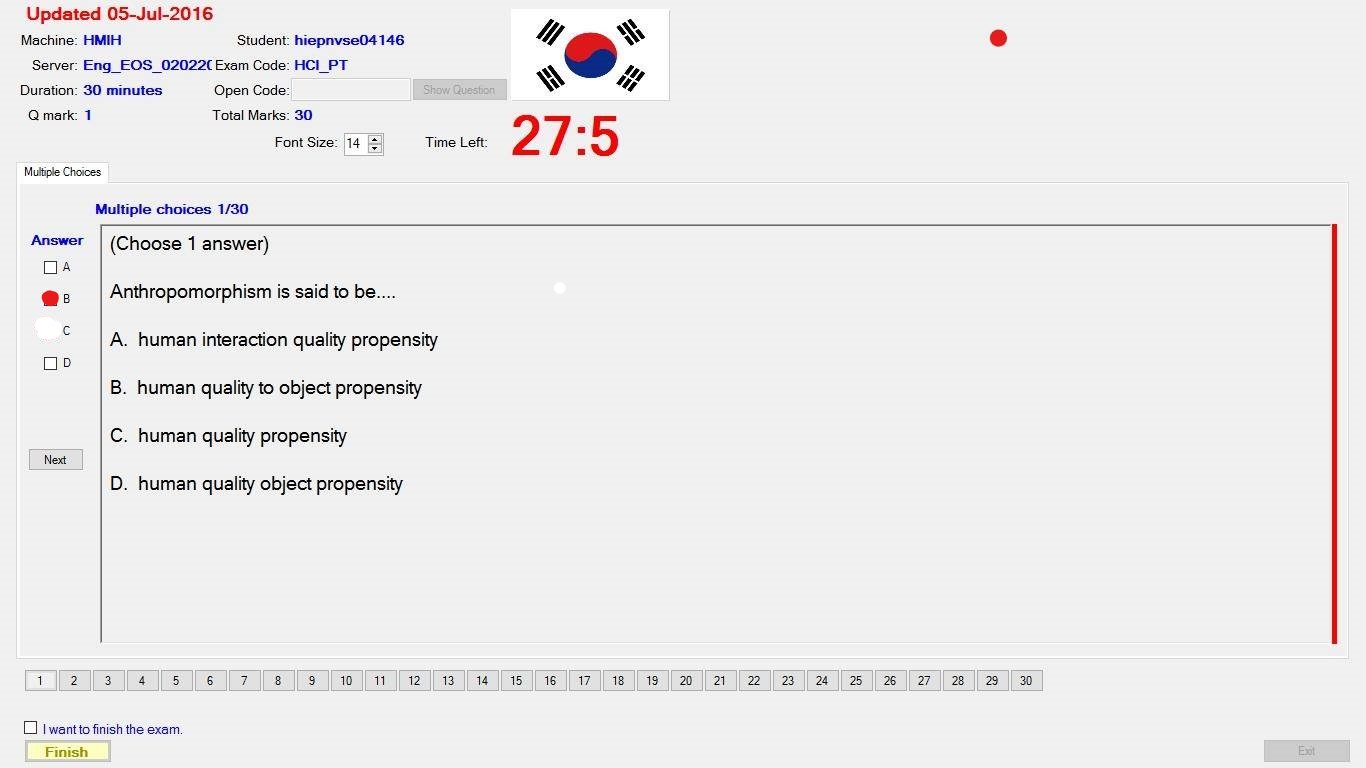 Updated 05-Jul-2016
Machine: HMIH Student: hiepnvse04146
Server: Eng_EOS_02022( Exam Code: HCI_PT
Duration: 30 minutes Open Code: Show Question
Q mark: 1 Total Marks: 30
Font Size: 14 Time Left: 27:5
Multiple Choices
Multiple choices 1/30
Answer
(Choose 1 answer)
A
Anthropomorphism is said to be....
B
C
A. human interaction quality propensity
D
B. human quality to object propensity
C. human quality propensity
Next
D. human quality object propensity
1 2 3 4 5 6 7 8 9 10 11 12 13 14 15 16 17 18 19 20 21 22 23 24 25 26 27 28 29 30
I want to finish the exam.
Finish Exit